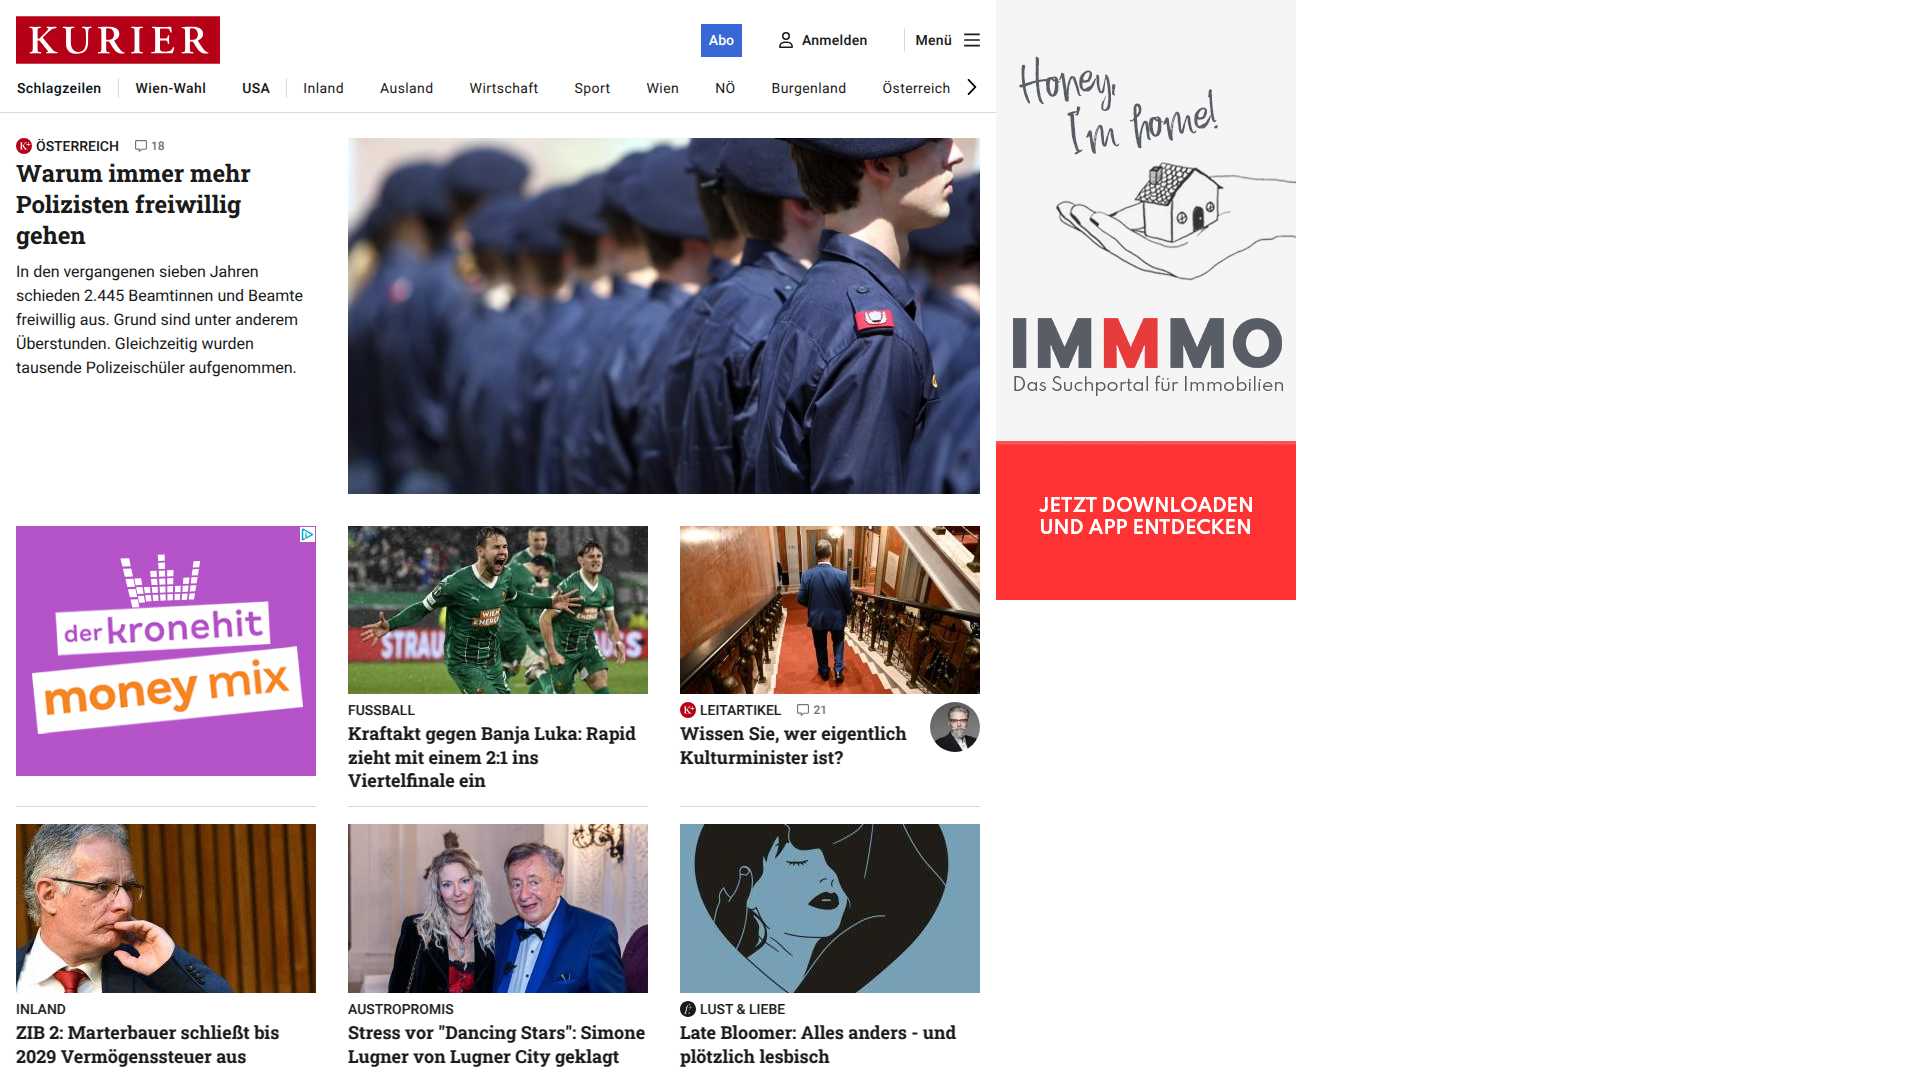 KURIER
Abo
Anmelden
Menü
Schlagzeilen
Wien-Wahl
USA
Inland
Ausland
Wirtschaft
Sport
Wien
NÖ
Burgenland
Österreich
ÖSTERREICH
18
Warum immer mehr
Polizisten freiwillig
gehen
In den vergangenen sieben Jahren
schieden 2.445 Beamtinnen und Beamte
freiwillig aus. Grund sind unter anderem
Überstunden. Gleichzeitig wurden
tausende Polizeischüler aufgenommen.
Honey,
I'm home!
IMMMO
Das Suchportal für Immobilien
JETZT DOWNLOADEN
UND APP ENTDECKEN
der kronehit
money mix
WIEN
ENERGIE
STRAU
FUSSBALL
Kraftakt gegen Banja Luka: Rapid
zieht mit einem 2:1 ins
Viertelfinale ein
LEITARTIKEL
21
Wissen Sie, wer eigentlich
Kulturminister ist?
INLAND
ZIB 2: Marterbauer schließt bis
2029 Vermögenssteuer aus
AUSTROPROMIS
Stress vor "Dancing Stars": Simone
Lugner von Lugner City geklagt
LUST & LIEBE
Late Bloomer: Alles anders - und
plötzlich lesbisch